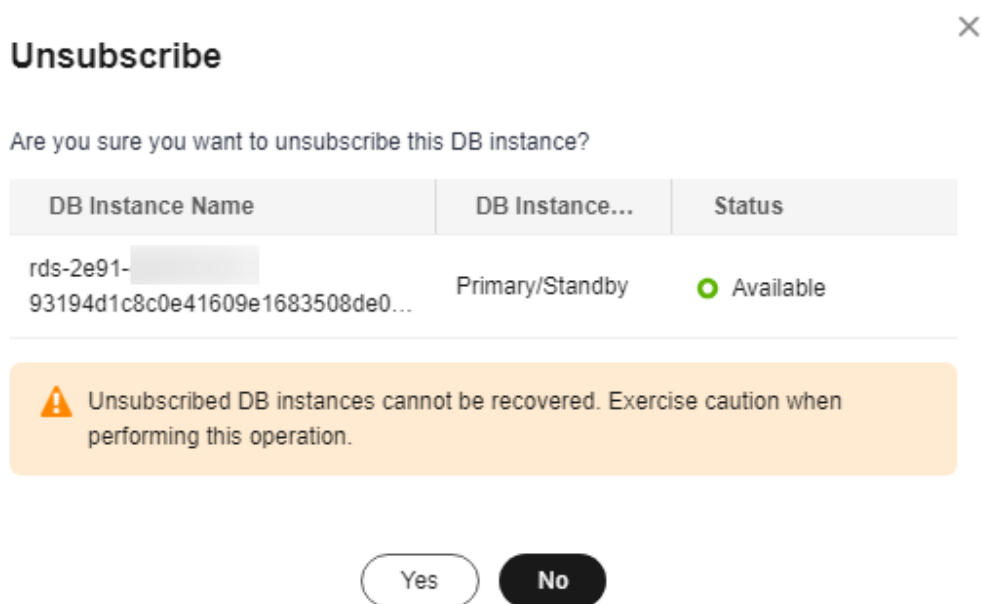 Unsubscribe
Are you sure you want to unsubscribe this DB instance?
DB Instance Name DB Instance... Status
rds-2e91-
93194d1c8c0e41609e1683508de0... Primary/Standby Available
Unsubscribed DB instances cannot be recovered. Exercise caution when
performing this operation.
Yes No